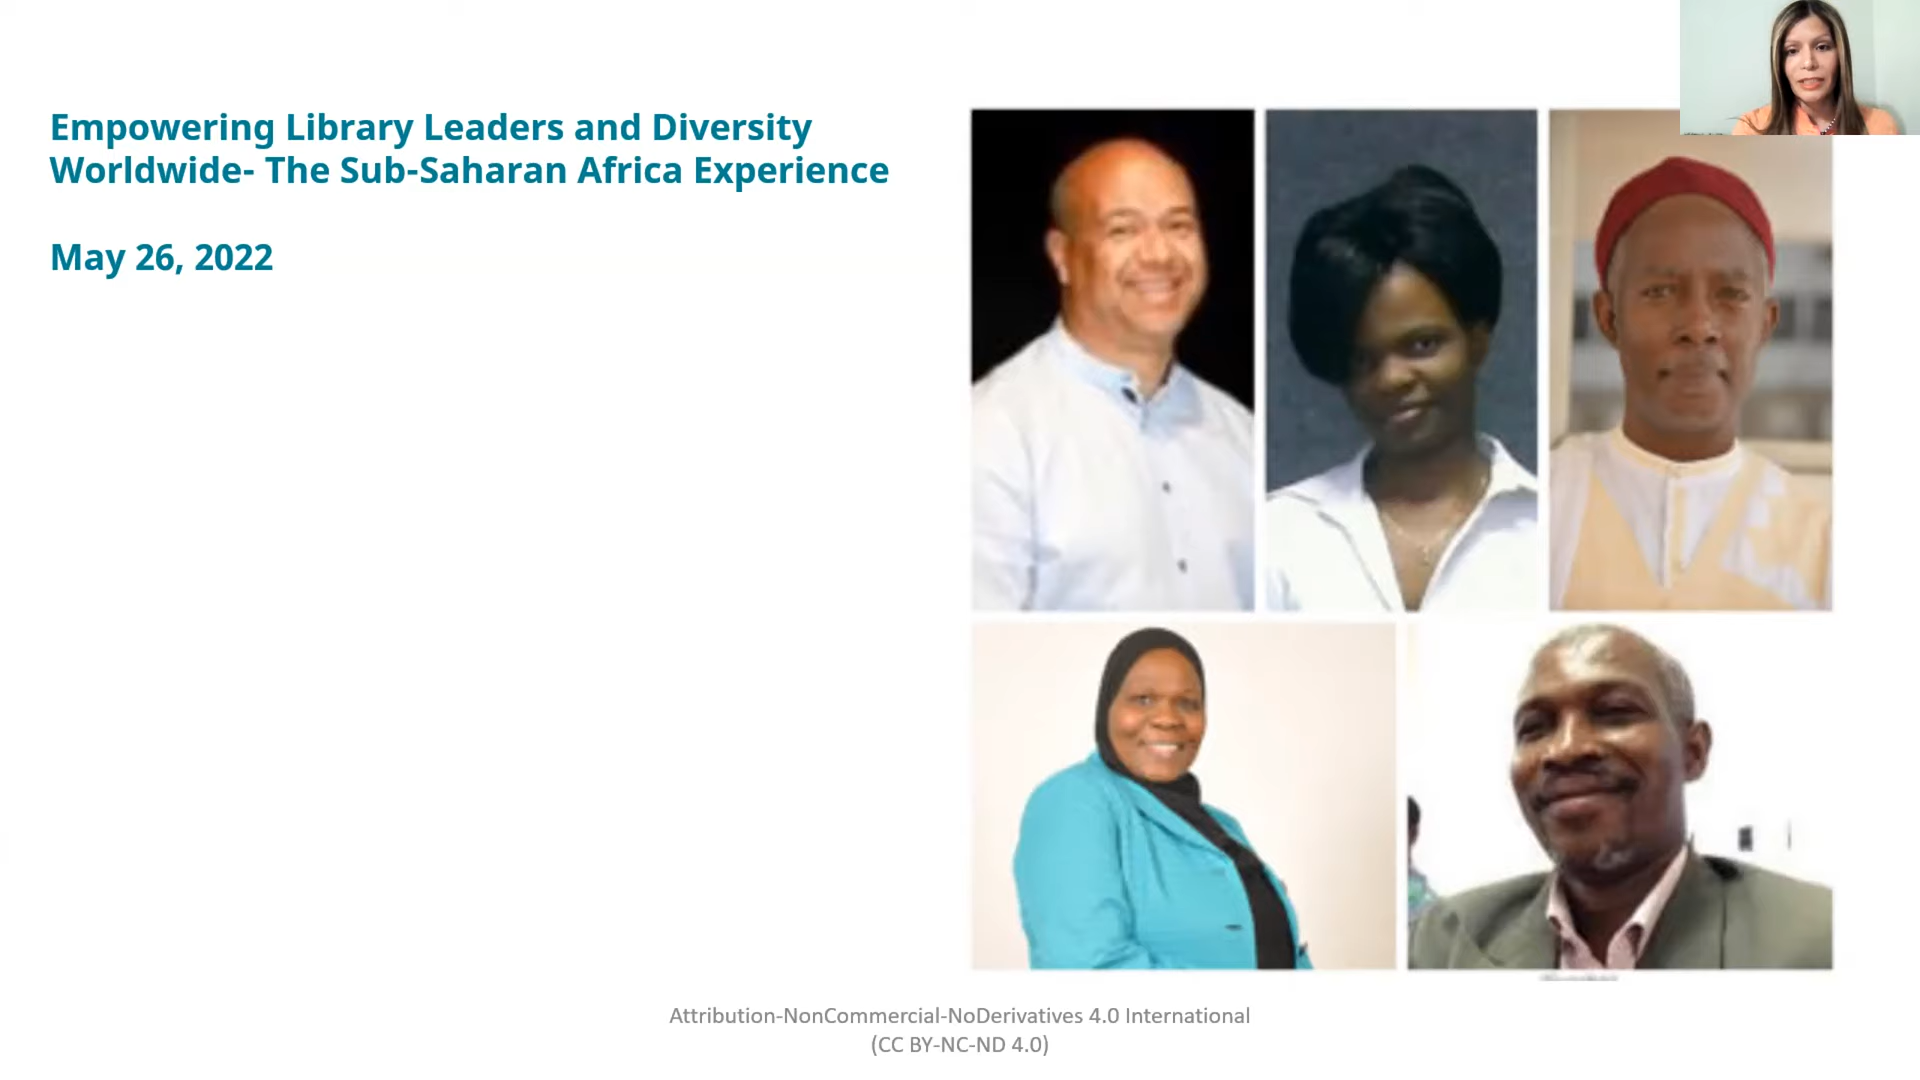 Empowering Library Leaders and Diversity
Worldwide- The Sub-Saharan Africa Experience
May 26, 2022
Attribution-NonCommercial-NoDerivatives 4.0 International
(CC BY-NC-ND 4.0)